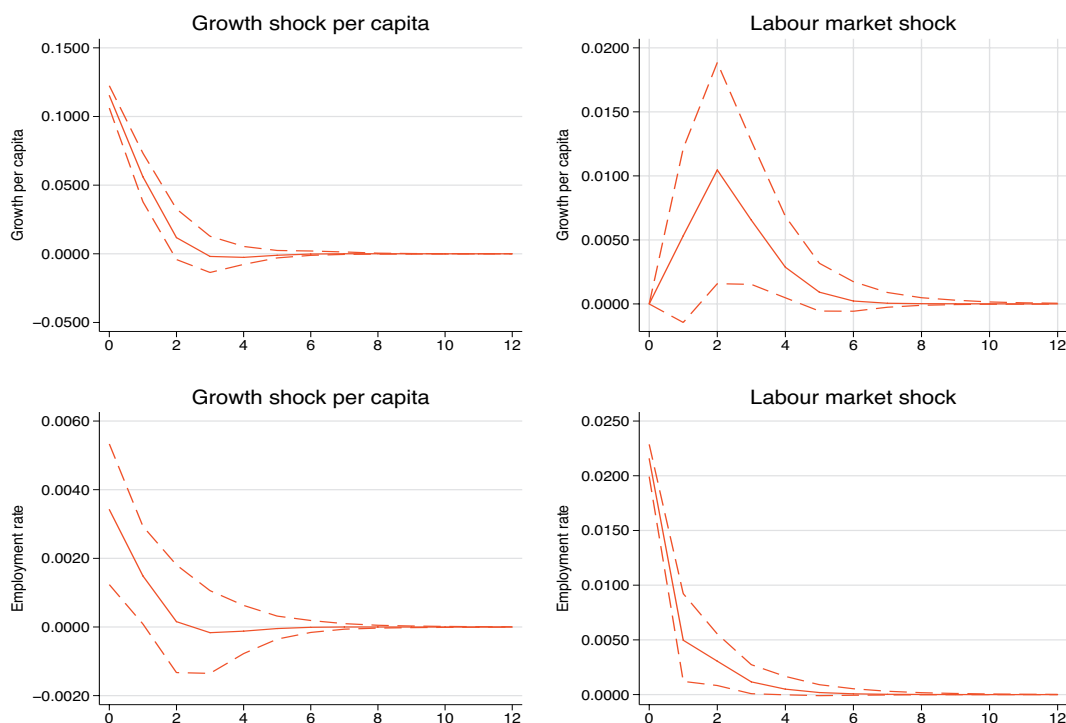 Growth shock per capita
Growth per capita
0.1500
0.1000
0.0500
0.0000
−0.0500
0 2 4 6 8 10 12
Labour market shock
Growth per capita
0.0200
0.0150
0.0100
0.0050
0.0000
0 2 4 6 8 10 12
Growth shock per capita
Employment rate
0.0060
0.0040
0.0020
0.0000
−0.0020
0 2 4 6 8 10 12
Labour market shock
Employment rate
0.0250
0.0200
0.0150
0.0100
0.0050
0.0000
0 2 4 6 8 10 12